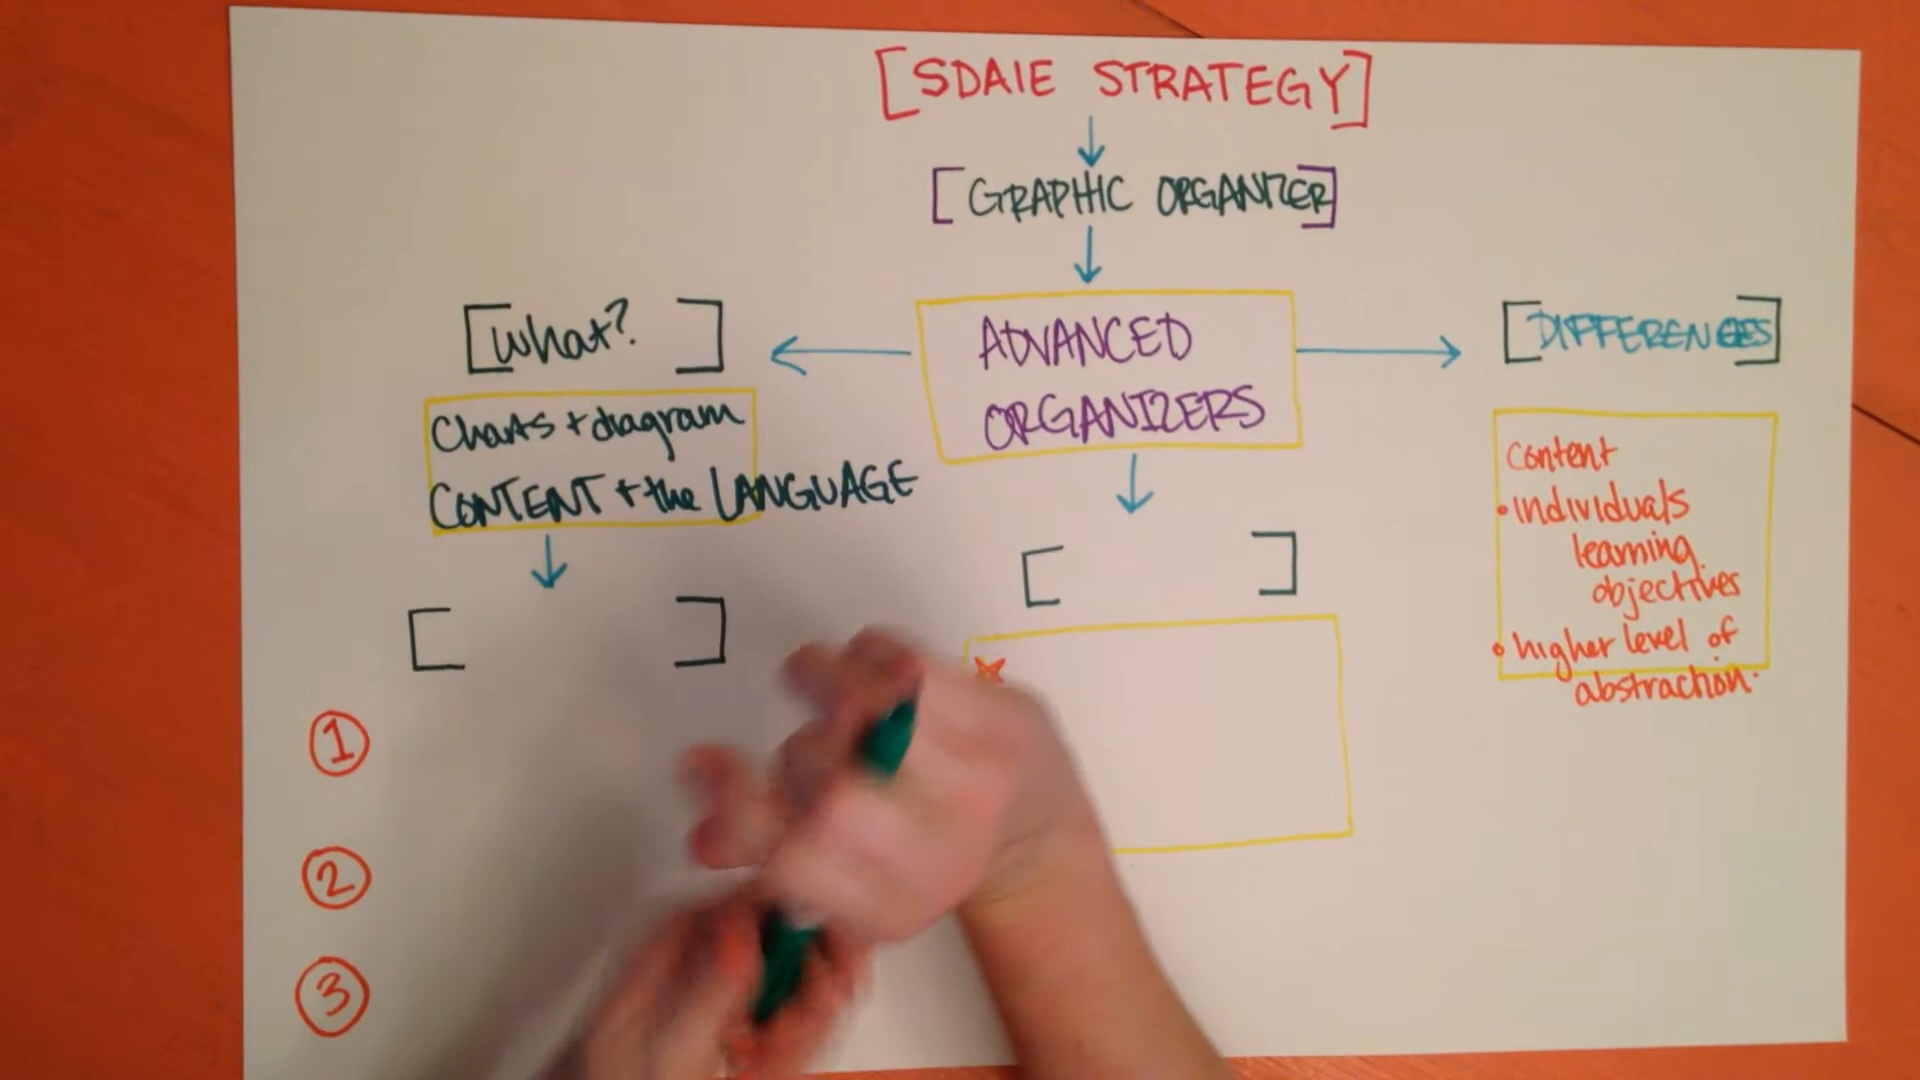 [SDAIE STRATEGY]
[GRAPHIC ORGANIZER]
[What? ]
ADVANCED
ORGANIZERS
[DIFFERENCES]
Charts + diagram
CONTENT + the LANGUAGE
Content
• individuals
learning
objectives
• higher level of
abstraction.
[ ]
[ ]
1
2
3